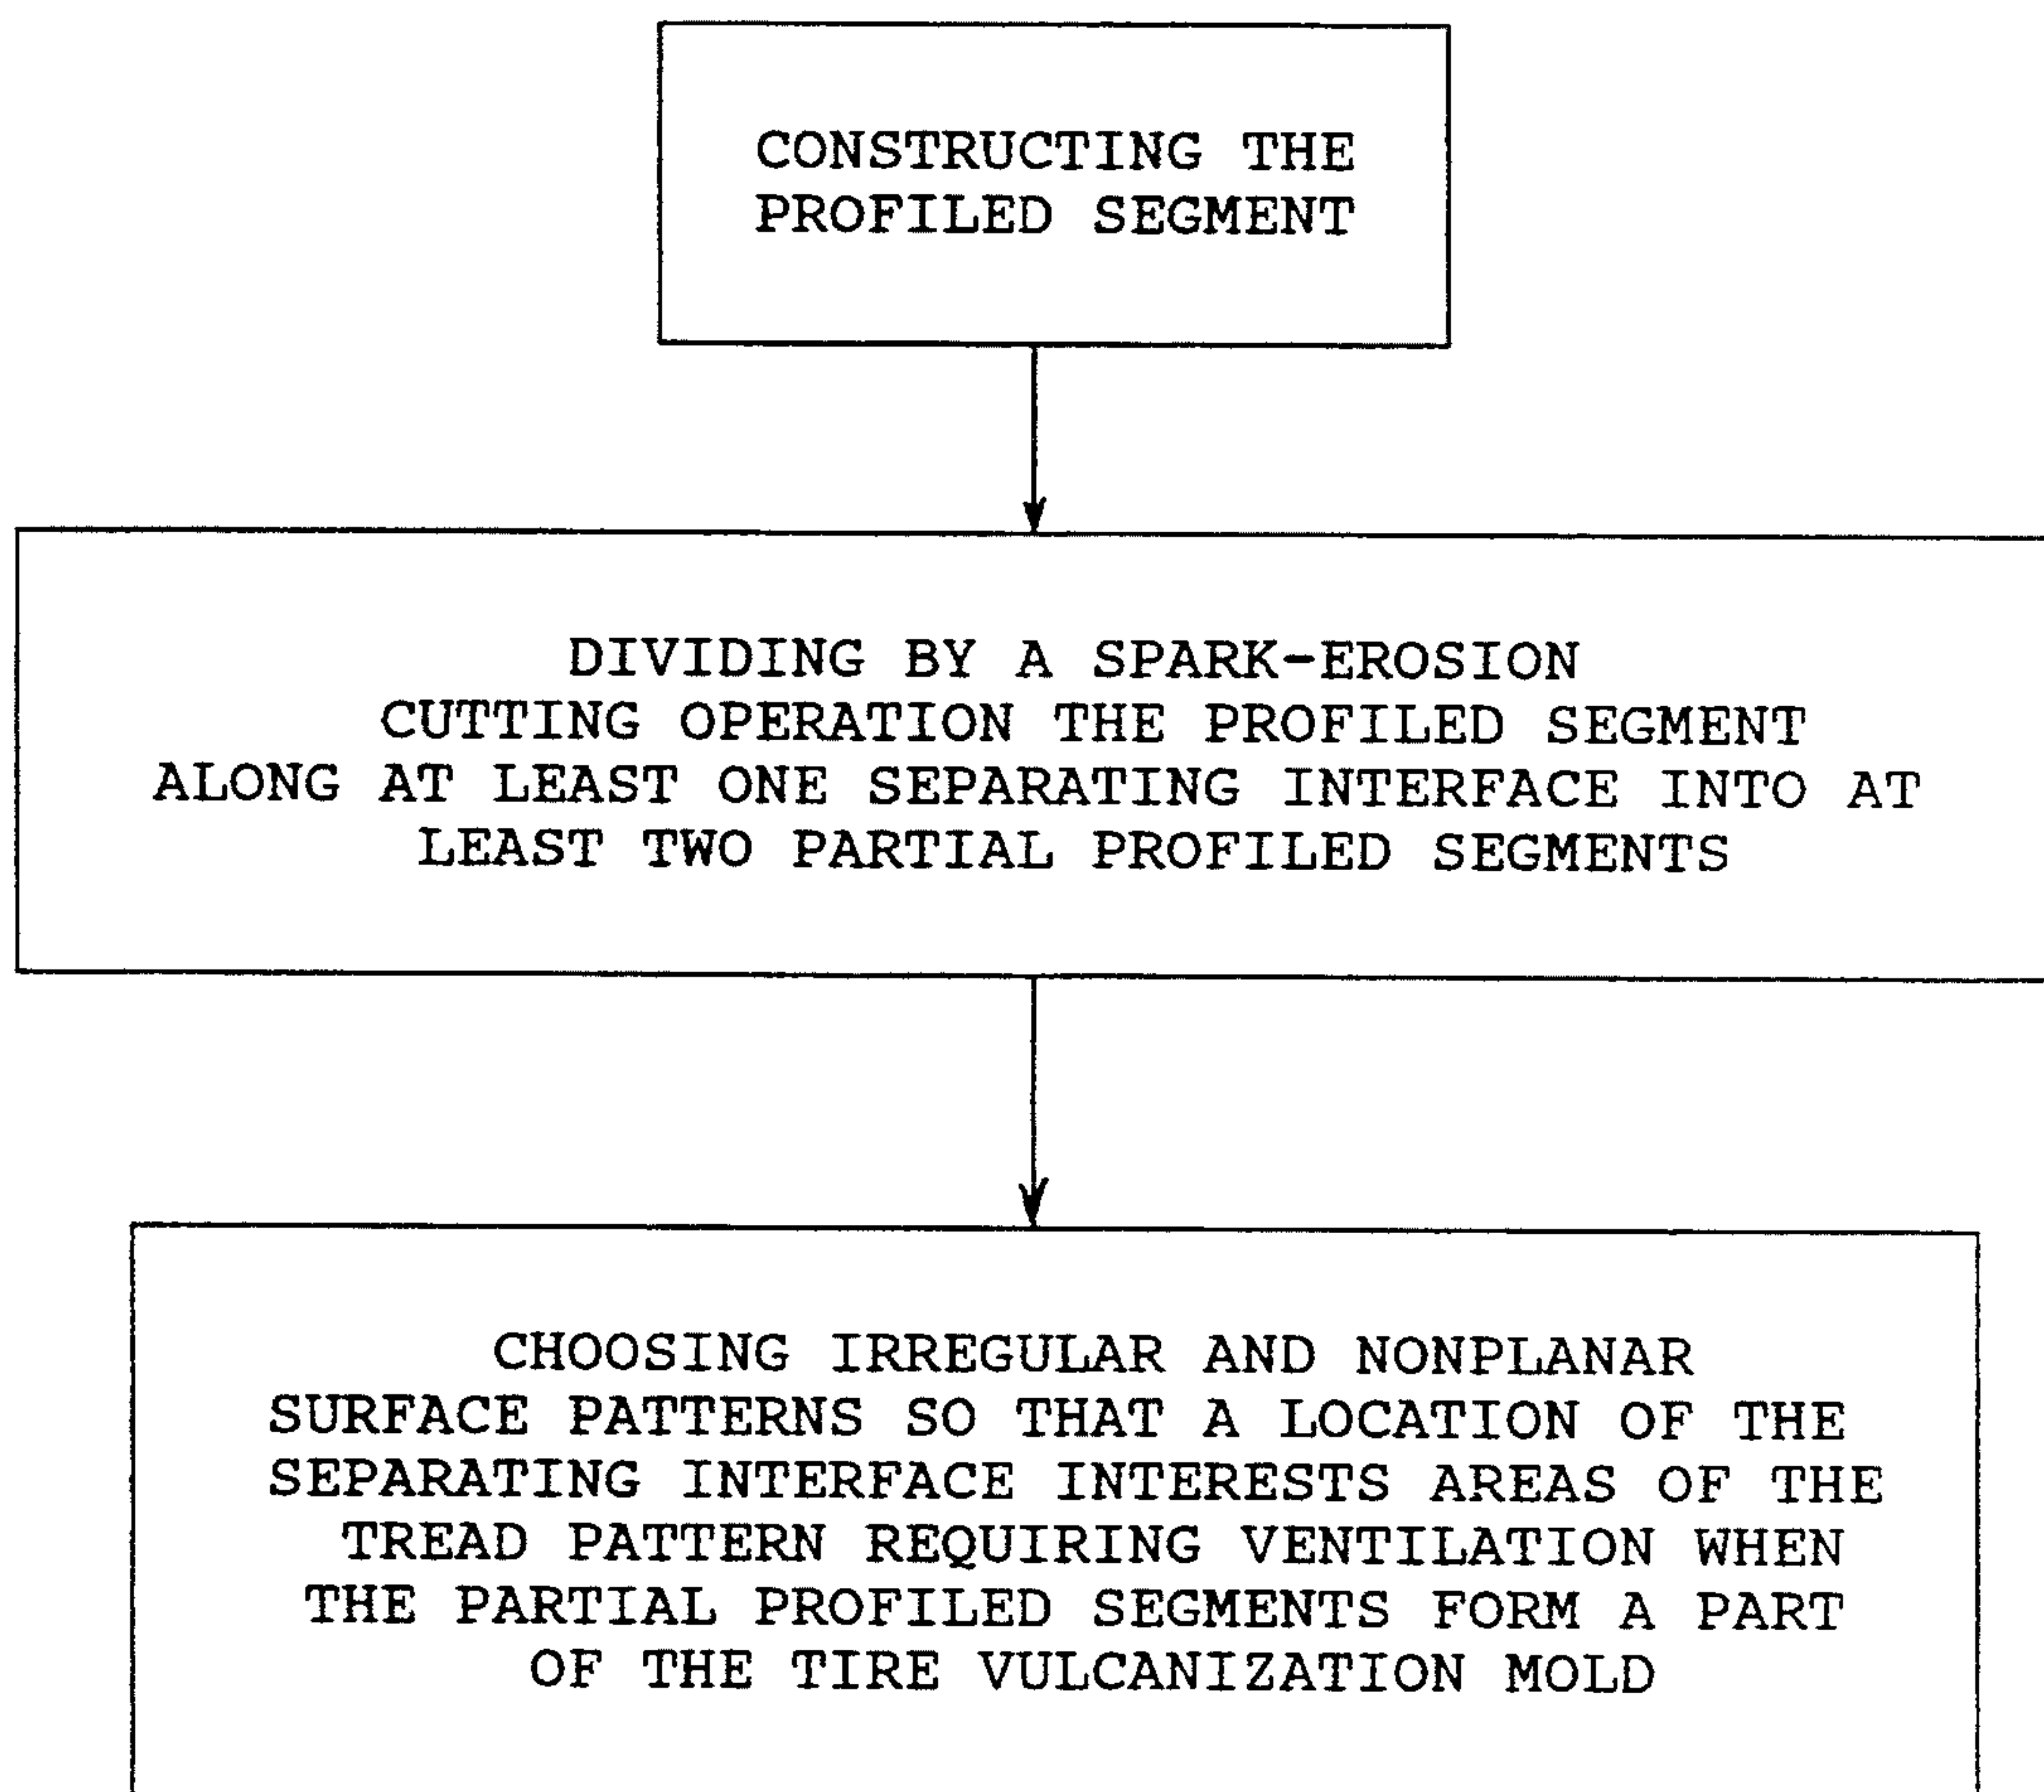 CONSTRUCTING THE
PROFILED SEGMENT
DIVIDING BY A SPARK-EROSION
CUTTING OPERATION THE PROFILED SEGMENT
ALONG AT LEAST ONE SEPARATING INTERFACE INTO AT
LEAST TWO PARTIAL PROFILED SEGMENTS
CHOOSING IRREGULAR AND NONPLANAR
SURFACE PATTERNS SO THAT A LOCATION OF THE
SEPARATING INTERFACE INTERESTS AREAS OF THE
TREAD PATTERN REQUIRING VENTILATION WHEN
THE PARTIAL PROFILED SEGMENTS FORM A PART
OF THE TIRE VULCANIZATION MOLD